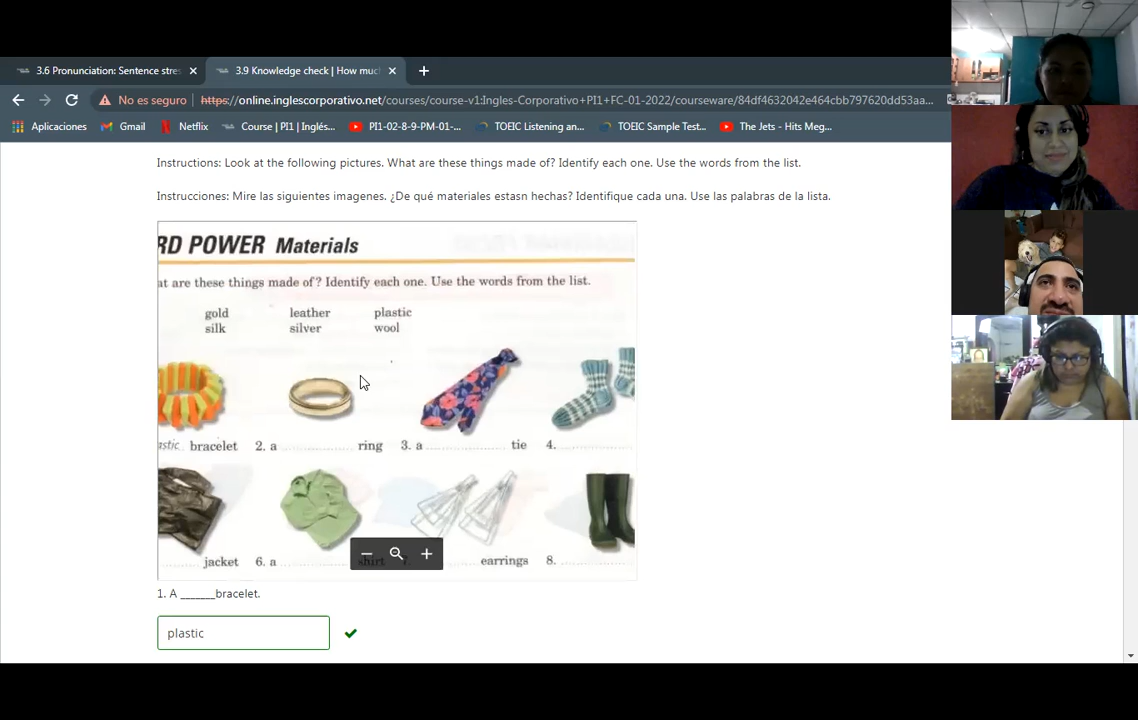 3.6 Pronunciation: Sentence stre
3.9 Knowledge check | How muc
No es seguro
https://online.inglescorporativo.net/courses/course-v1:Ingles-Corporativo+PI1+FC-01-2022/courseware/84df4632042e464cbb797620dd53aa...
Aplicaciones
Gmail
Netflix
Course | PI1 | Inglés...
PI1-02-8-9-PM-01-...
TOEIC Listening an...
TOEIC Sample Test...
The Jets - Hits Meg...
Instructions: Look at the following pictures. What are these things made of? Identify each one. Use the words from the list.
Instrucciones: Mire las siguientes imagenes. ¿De qué materiales estasn hechas? Identifique cada una. Use las palabras de la lista.
RD POWER Materials
at are these things made of? Identify each one. Use the words from the list.
gold leather plastic
silk silver wool
astic bracelet 2. a .................. ring 3. a .................. tie 4. ..................
.......... jacket 6. a .................. shirt 7. .................. earrings 8. ..................
1. A _______bracelet.
plastic